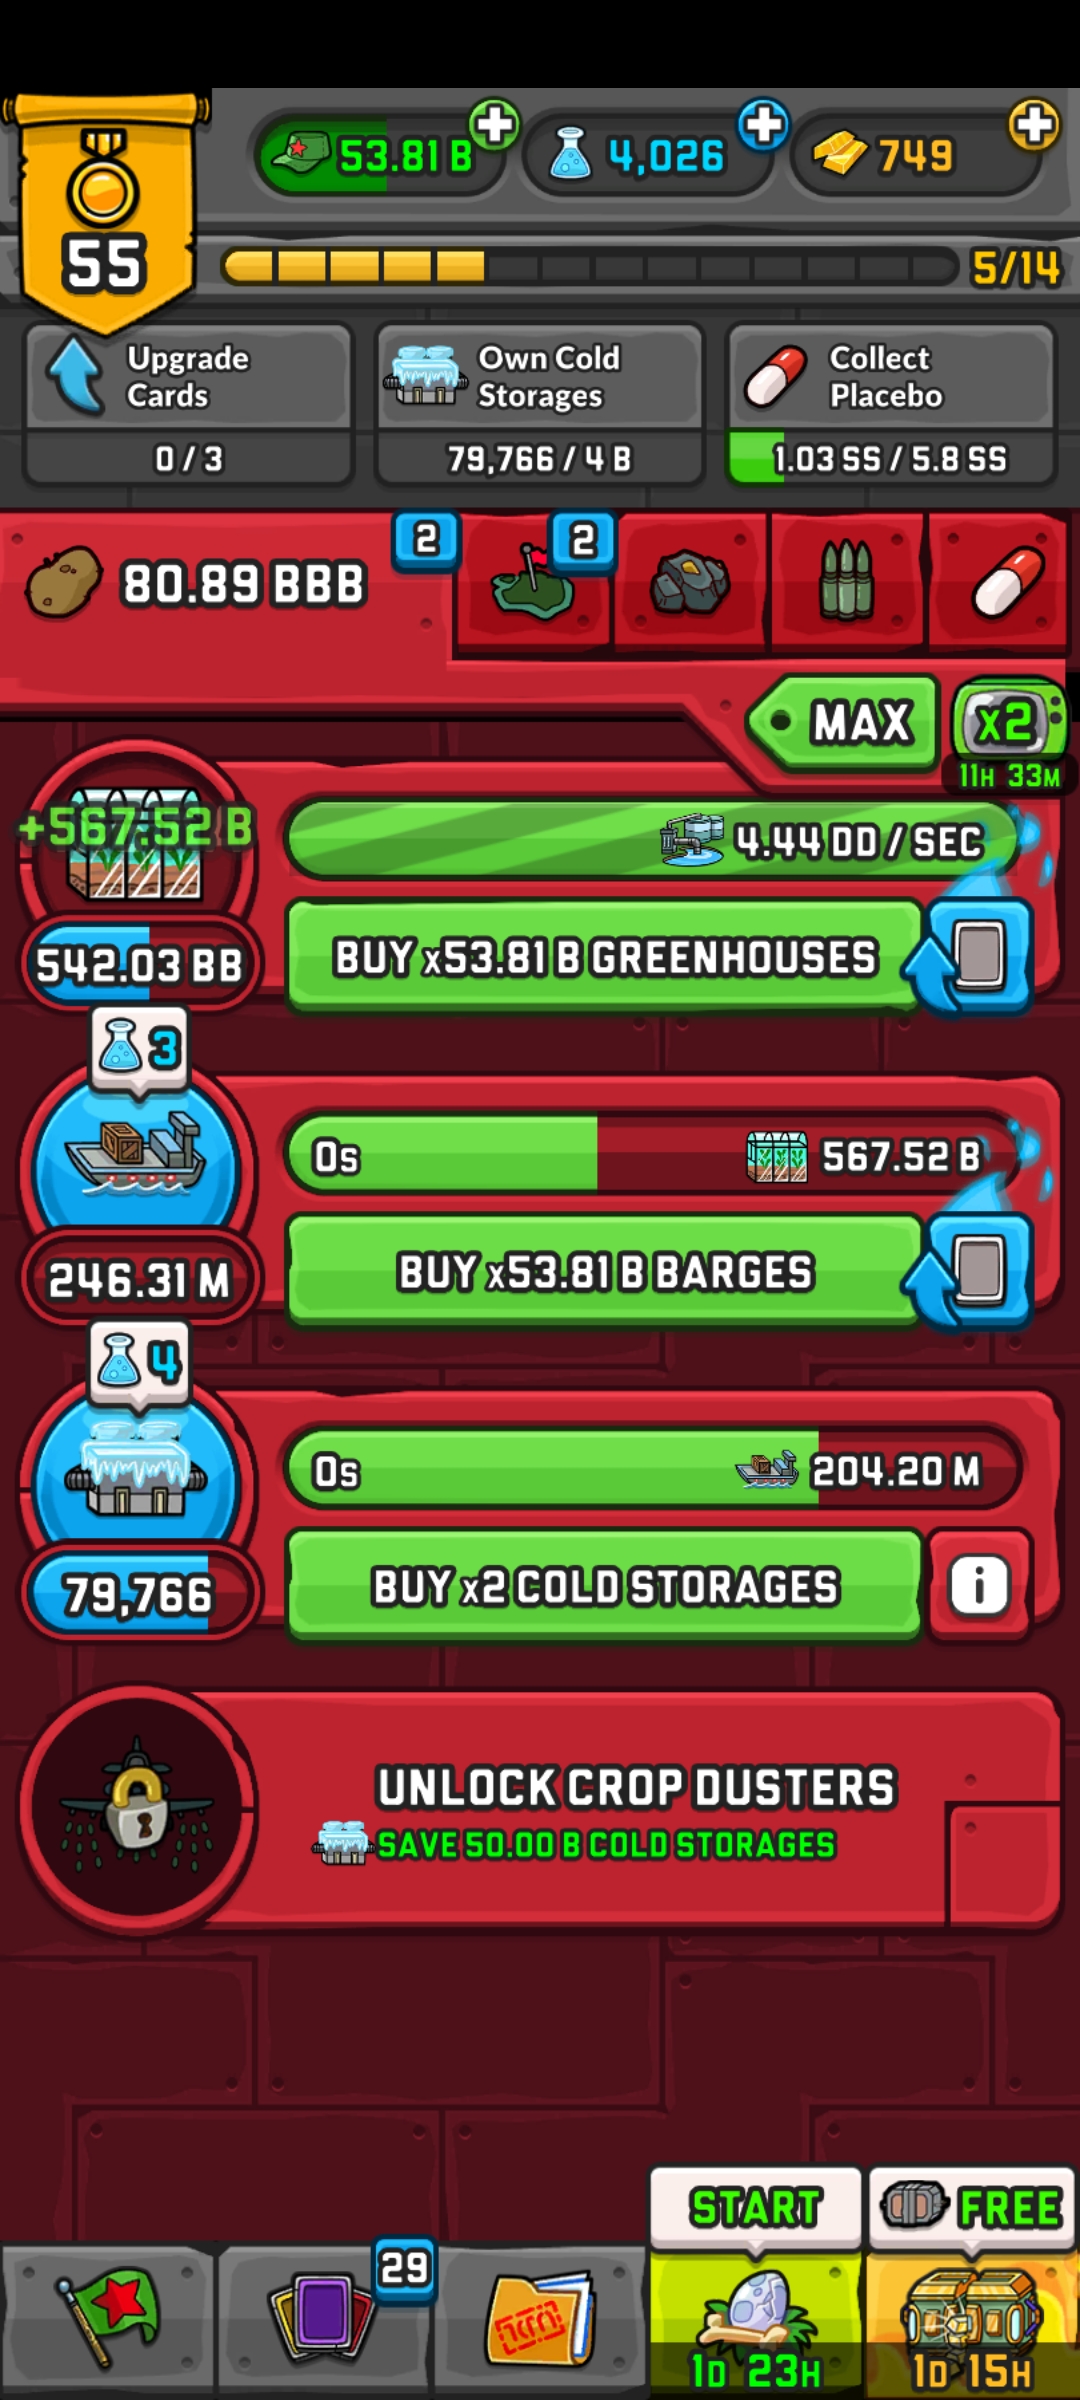 55
53.81 B
4,026
749
5/14
Upgrade
Cards
0 / 3
Own Cold
Storages
79,766 / 4 B
Collect
Placebo
1.03 SS / 5.8 SS
80.89 BBB
2
2
MAX
x2
11H 33M
+567.52 B
4.44 DD / SEC
542.03 BB
BUY x53.81 B GREENHOUSES
3
0s
567.52 B
246.31 M
BUY x53.81 B BARGES
4
0s
204.20 M
79,766
BUY x2 COLD STORAGES
i
UNLOCK CROP DUSTERS
SAVE 50.00 B COLD STORAGES
START
FREE
29
1D 23H
1D 15H